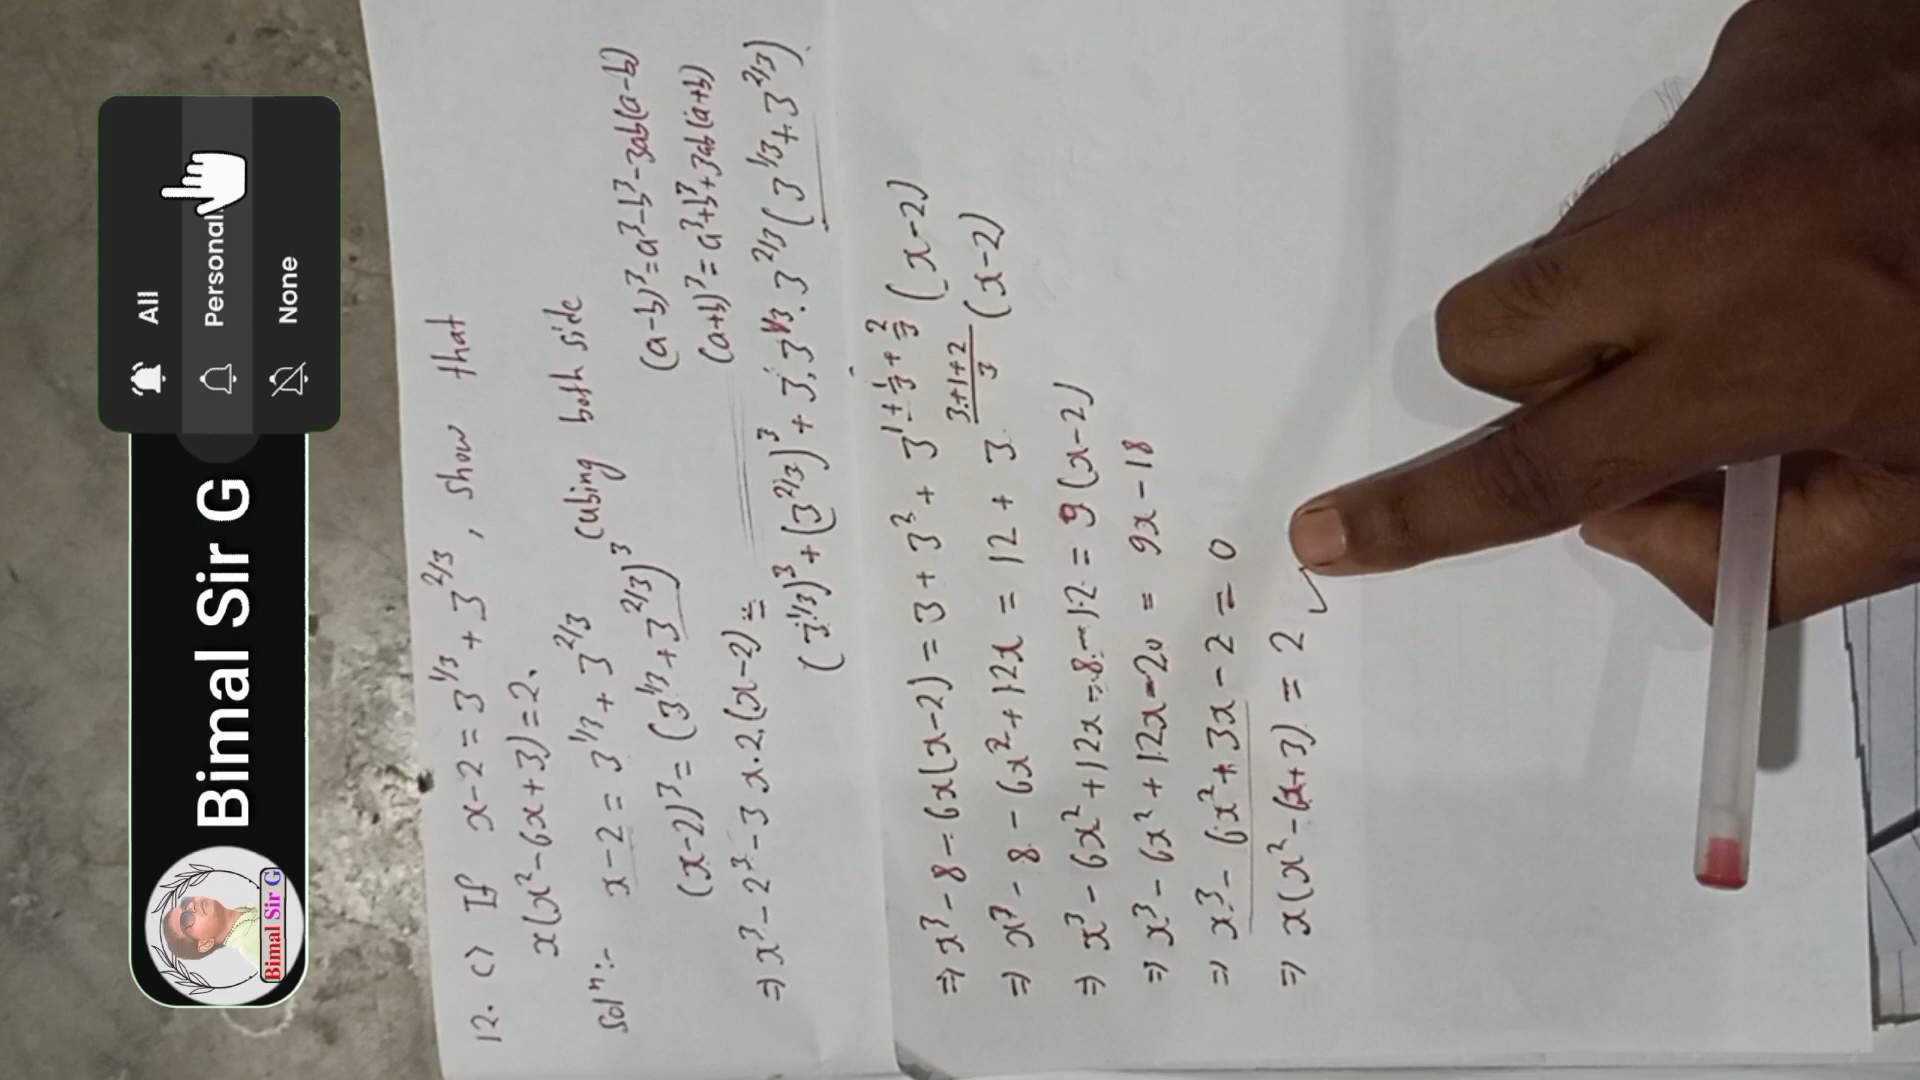 All
Personal
None
Bimal Sir G
Bimal Sir G
12. c) If x-2 = 3^1/3 + 3^2/3, show that
x(x²-6x+3)=2.
Solⁿ:- x-2 = 3^1/3 + 3^2/3 cubing both side
(x-2)³ = (3^1/3 + 3^2/3)³
(a-b)³=a³-b³-3ab(a-b)
(a+b)³=a³+b³+3ab(a+b)
⇒ x³-2³-3x.2.(x-2) =
(3^1/3)³+(3^2/3)³+3.3^1/3.3^2/3(3^1/3+3^2/3)
⇒ x³-8-6x(x-2) = 3+3²+3^1+1/3+2/3 (x-2)
⇒ x³-8-6x²+12x = 12+3^3+1+2/3 (x-2)
⇒ x³-6x²+12x-8-12 = 9(x-2)
⇒ x³-6x²+12x-20 = 9x-18
⇒ x³-6x²+3x-2 = 0
⇒ x(x²-6x+3) = 2